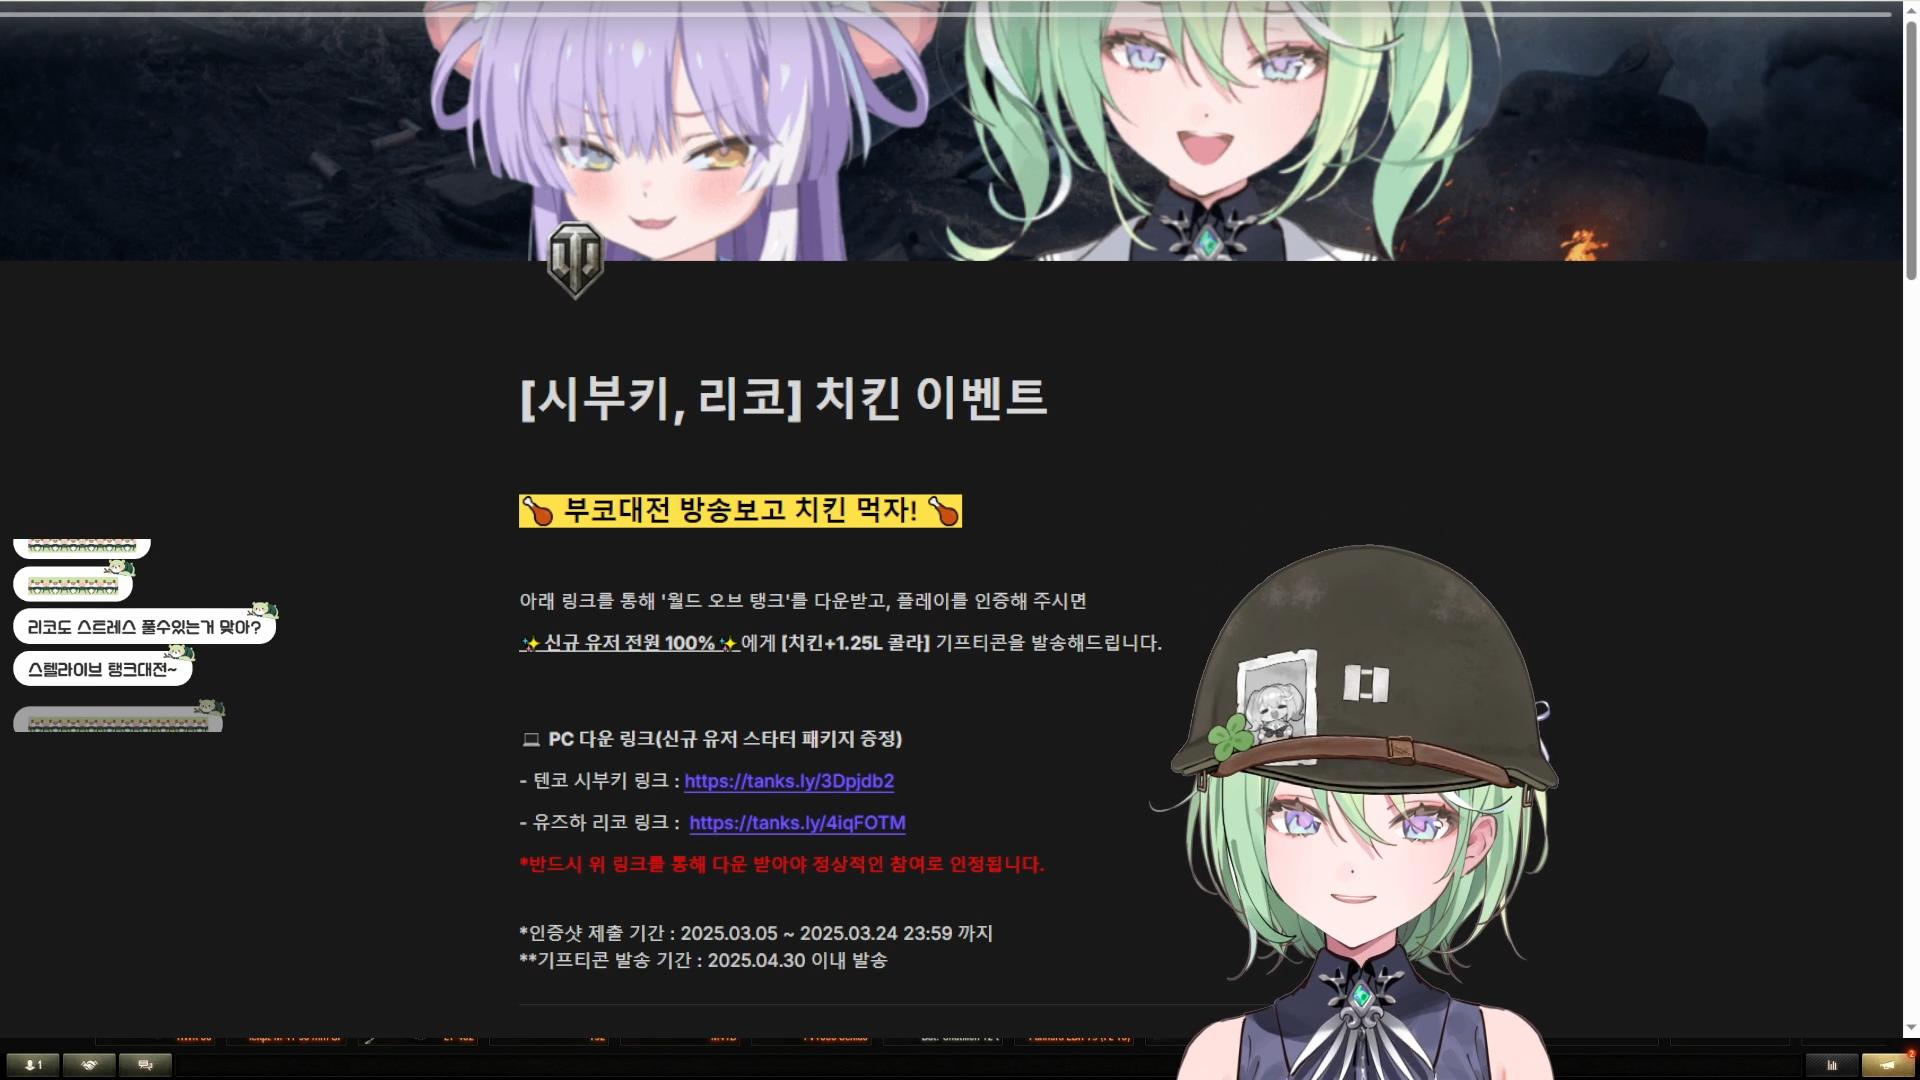 [시부키, 리코] 치킨 이벤트
🍗 부코대전 방송보고 치킨 먹자! 🍗
아래 링크를 통해 '월드 오브 탱크'를 다운받고, 플레이를 인증해 주시면
✨신규 유저 전원 100%✨에게 [치킨+1.25L 콜라] 기프티콘을 발송해드립니다.
리코도 스트레스 풀수있는거 맞아?
스텔라이브 탱크대전~
💻 PC 다운 링크(신규 유저 스타터 패키지 증정)
- 텐코 시부키 링크 : https://tanks.ly/3Dpjdb2
- 유즈하 리코 링크 : https://tanks.ly/4iqFOTM
*반드시 위 링크를 통해 다운 받아야 정상적인 참여로 인정됩니다.
*인증샷 제출 기간 : 2025.03.05 ~ 2025.03.24 23:59 까지
**기프티콘 발송 기간 : 2025.04.30 이내 발송
1
2